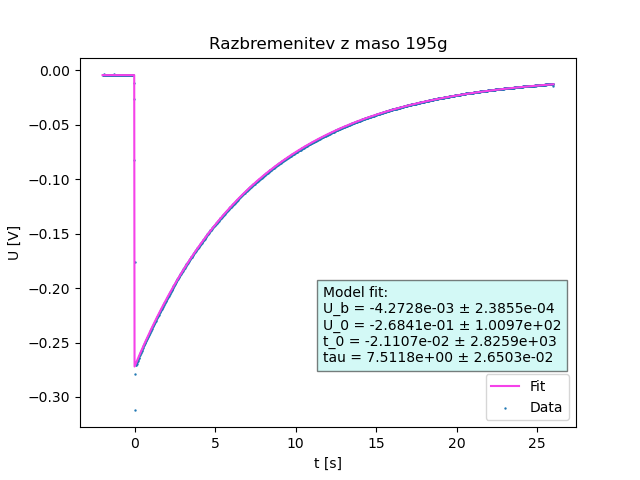 Razbremenitev z maso 195g
0.00
−0.05
−0.10
−0.15
−0.20
−0.25
−0.30
U [V]
Model fit:
U_b = -4.2728e-03 ± 2.3855e-04
U_0 = -2.6841e-01 ± 1.0097e+02
t_0 = -2.1107e-02 ± 2.8259e+03
tau = 7.5118e+00 ± 2.6503e-02
Fit
Data
0 5 10 15 20 25
t [s]